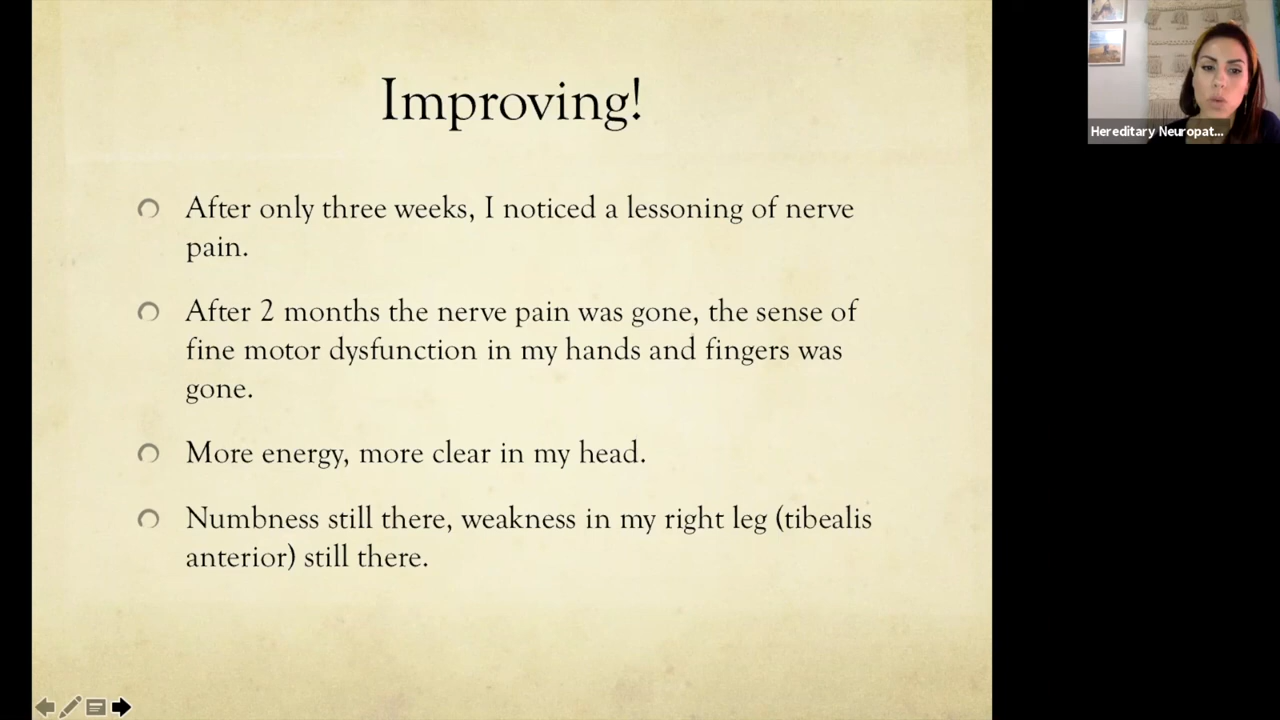 Improving!
After only three weeks, I noticed a lessoning of nerve
pain.
After 2 months the nerve pain was gone, the sense of
fine motor dysfunction in my hands and fingers was
gone.
More energy, more clear in my head.
Numbness still there, weakness in my right leg (tibealis
anterior) still there.
Hereditary Neuropat...